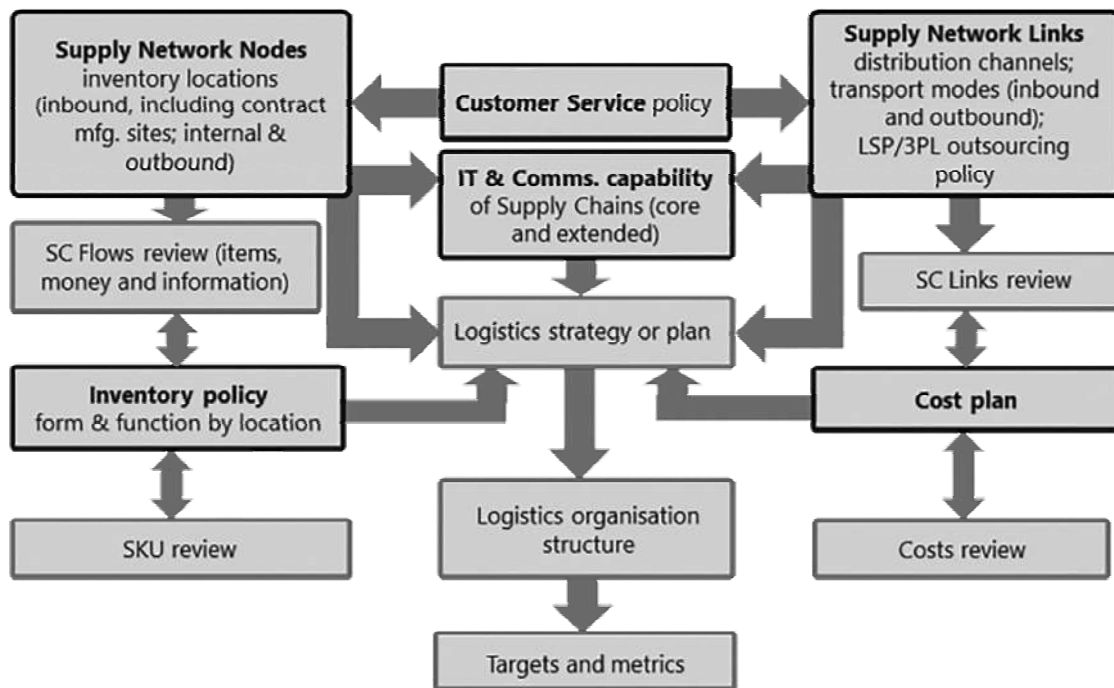 Supply Network Nodes
inventory locations
(inbound, including contract
mfg. sites; internal &
outbound)
Customer Service policy
Supply Network Links
distribution channels;
transport modes (inbound
and outbound);
LSP/3PL outsourcing
policy
IT & Comms. capability
of Supply Chains (core
and extended)
SC Flows review (items,
money and information)
SC Links review
Logistics strategy or plan
Inventory policy
form & function by location
Cost plan
SKU review
Logistics organisation
structure
Costs review
Targets and metrics